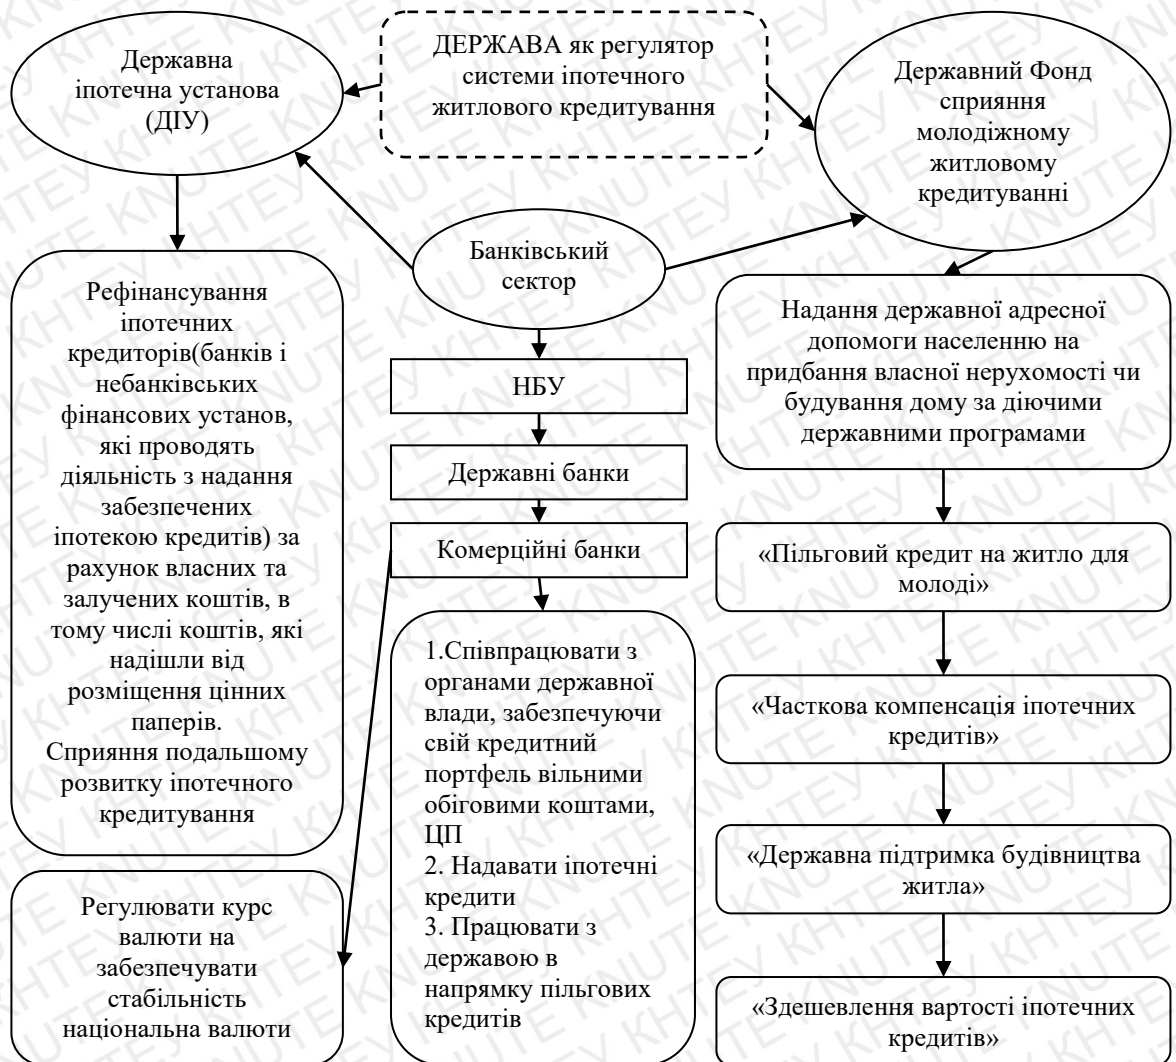 Державна
іпотечна установа
(ДІУ)
ДЕРЖАВА як регулятор
системи іпотечного
житлового кредитування
Державний Фонд
сприяння
молодіжному
житловому
кредитуванні
Банківський
сектор
Рефінансування
іпотечних
кредиторів(банків і
небанківських
фінансових установ,
які проводять
діяльність з надання
забезпечених
іпотекою кредитів) за
рахунок власних та
залучених коштів, в
тому числі коштів, які
надішли від
розміщення цінних
паперів.
Сприяння подальшому
розвитку іпотечного
кредитування
Регулювати курс
валюти на
забезпечувати
стабільність
національна валюти
НБУ
Державні банки
Комерційні банки
1.Співпрацювати з
органами державної
влади, забезпечуючи
свій кредитний
портфель вільними
обіговими коштами,
ЦП
2. Надавати іпотечні
кредити
3. Працювати з
державою в
напрямку пільгових
кредитів
Надання державної адресної
допомоги населенню на
придбання власної нерухомості чи
будування дому за діючими
державними програмами
«Пільговий кредит на житло для
молоді»
«Часткова компенсація іпотечних
кредитів»
«Державна підтримка будівництва
житла»
«Здешевлення вартості іпотечних
кредитів»